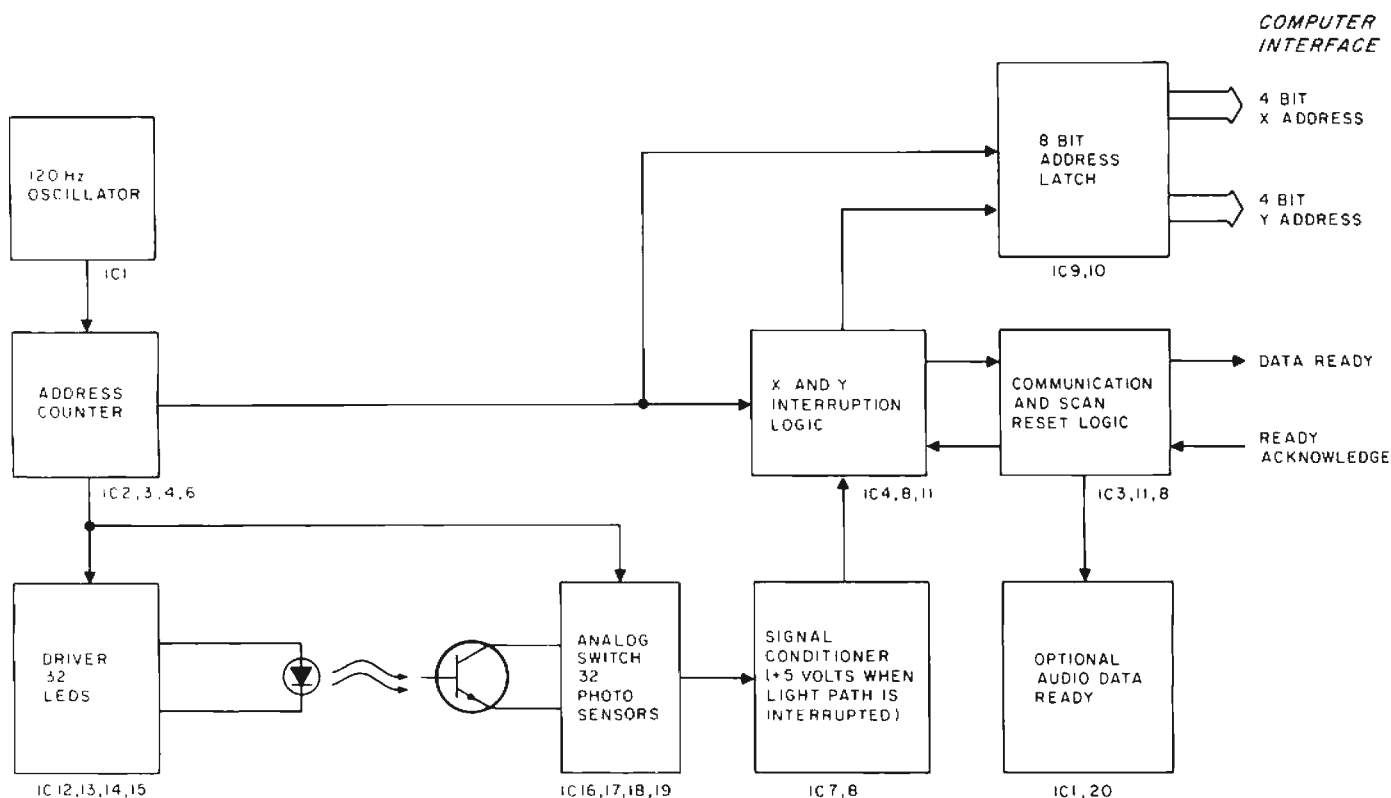 COMPUTER
INTERFACE
4 BIT
X ADDRESS
8 BIT
ADDRESS
LATCH
4 BIT
Y ADDRESS
IC9,10
120 Hz
OSCILLATOR
IC1
ADDRESS
COUNTER
IC2,3,4,6
X AND Y
INTERRUPTION
LOGIC
IC4,8,11
COMMUNICATION
AND SCAN
RESET LOGIC
IC3,11,8
DATA READY
READY
ACKNOWLEDGE
DRIVER
32
LEDS
IC12,13,14,15
ANALOG
SWITCH
32
PHOTO
SENSORS
IC16,17,18,19
SIGNAL
CONDITIONER
(+5 VOLTS WHEN
LIGHT PATH IS
INTERRUPTED)
IC7,8
OPTIONAL
AUDIO DATA
READY
IC1,20